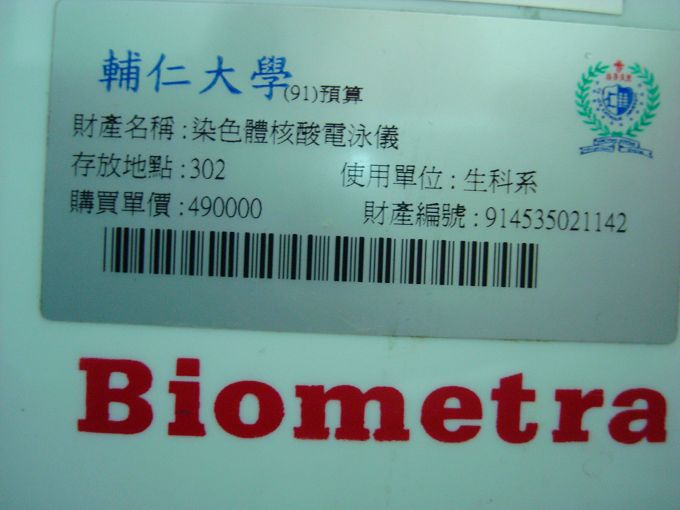 輔仁大學(91)預算
財產名稱:染色體核酸電泳儀
存放地點:302 使用單位:生科系
購買單價:490000 財產編號:914535021142
Biometra